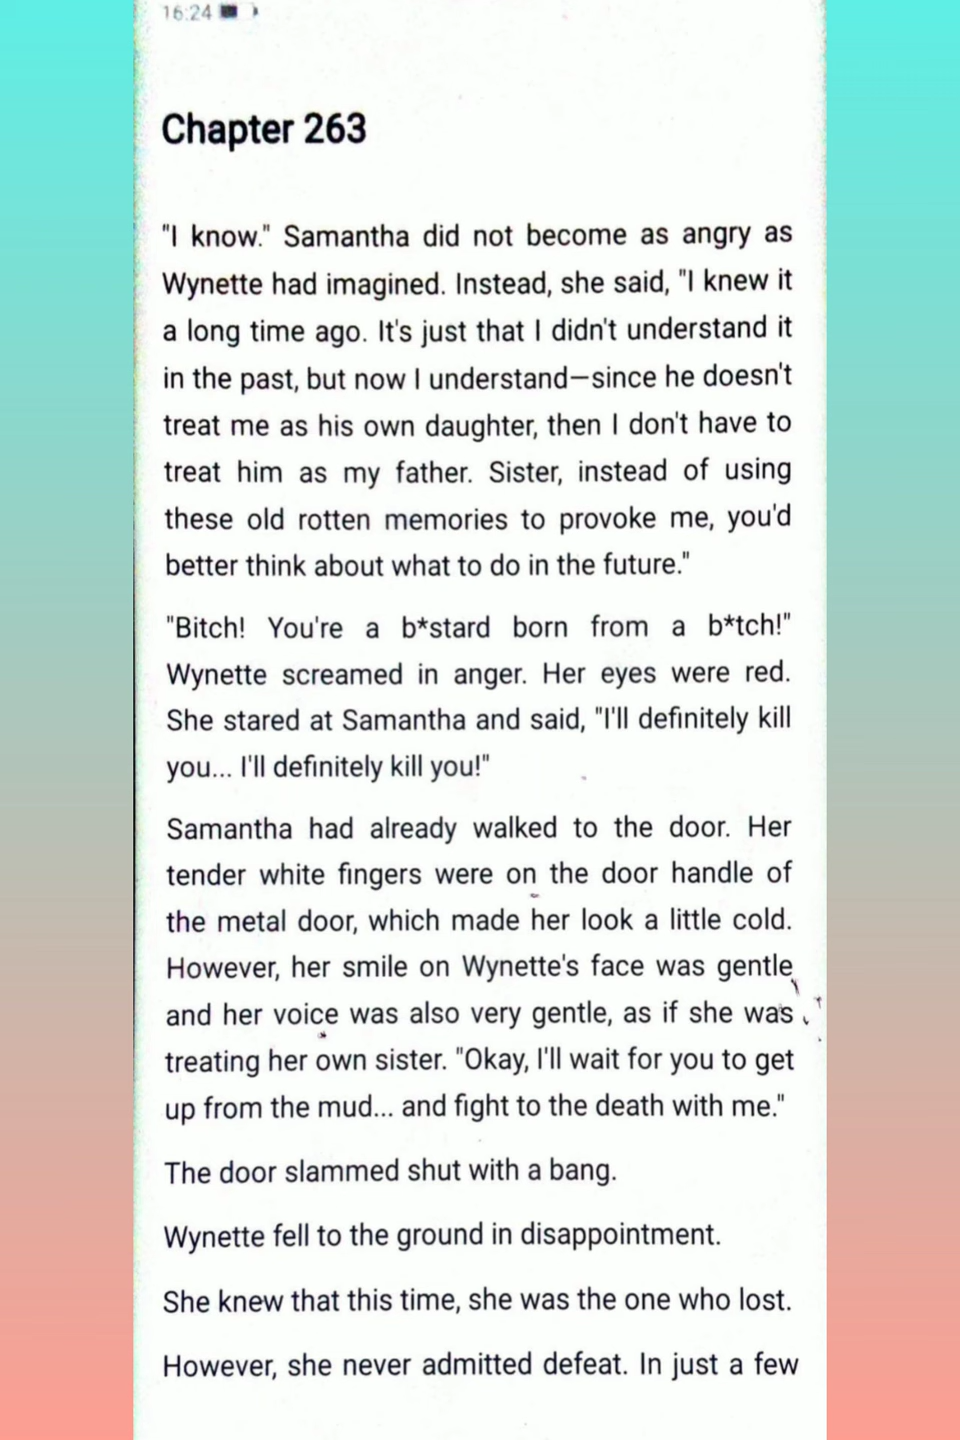 16:24
Chapter 263
"I know." Samantha did not become as angry as
Wynette had imagined. Instead, she said, "I knew it
a long time ago. It's just that I didn't understand it
in the past, but now I understand—since he doesn't
treat me as his own daughter, then I don't have to
treat him as my father. Sister, instead of using
these old rotten memories to provoke me, you'd
better think about what to do in the future."
"Bitch! You're a b*stard born from a b*tch!"
Wynette screamed in anger. Her eyes were red.
She stared at Samantha and said, "I'll definitely kill
you... I'll definitely kill you!"
Samantha had already walked to the door. Her
tender white fingers were on the door handle of
the metal door, which made her look a little cold.
However, her smile on Wynette's face was gentle
and her voice was also very gentle, as if she was
treating her own sister. "Okay, I'll wait for you to get
up from the mud... and fight to the death with me."
The door slammed shut with a bang.
Wynette fell to the ground in disappointment.
She knew that this time, she was the one who lost.
However, she never admitted defeat. In just a few